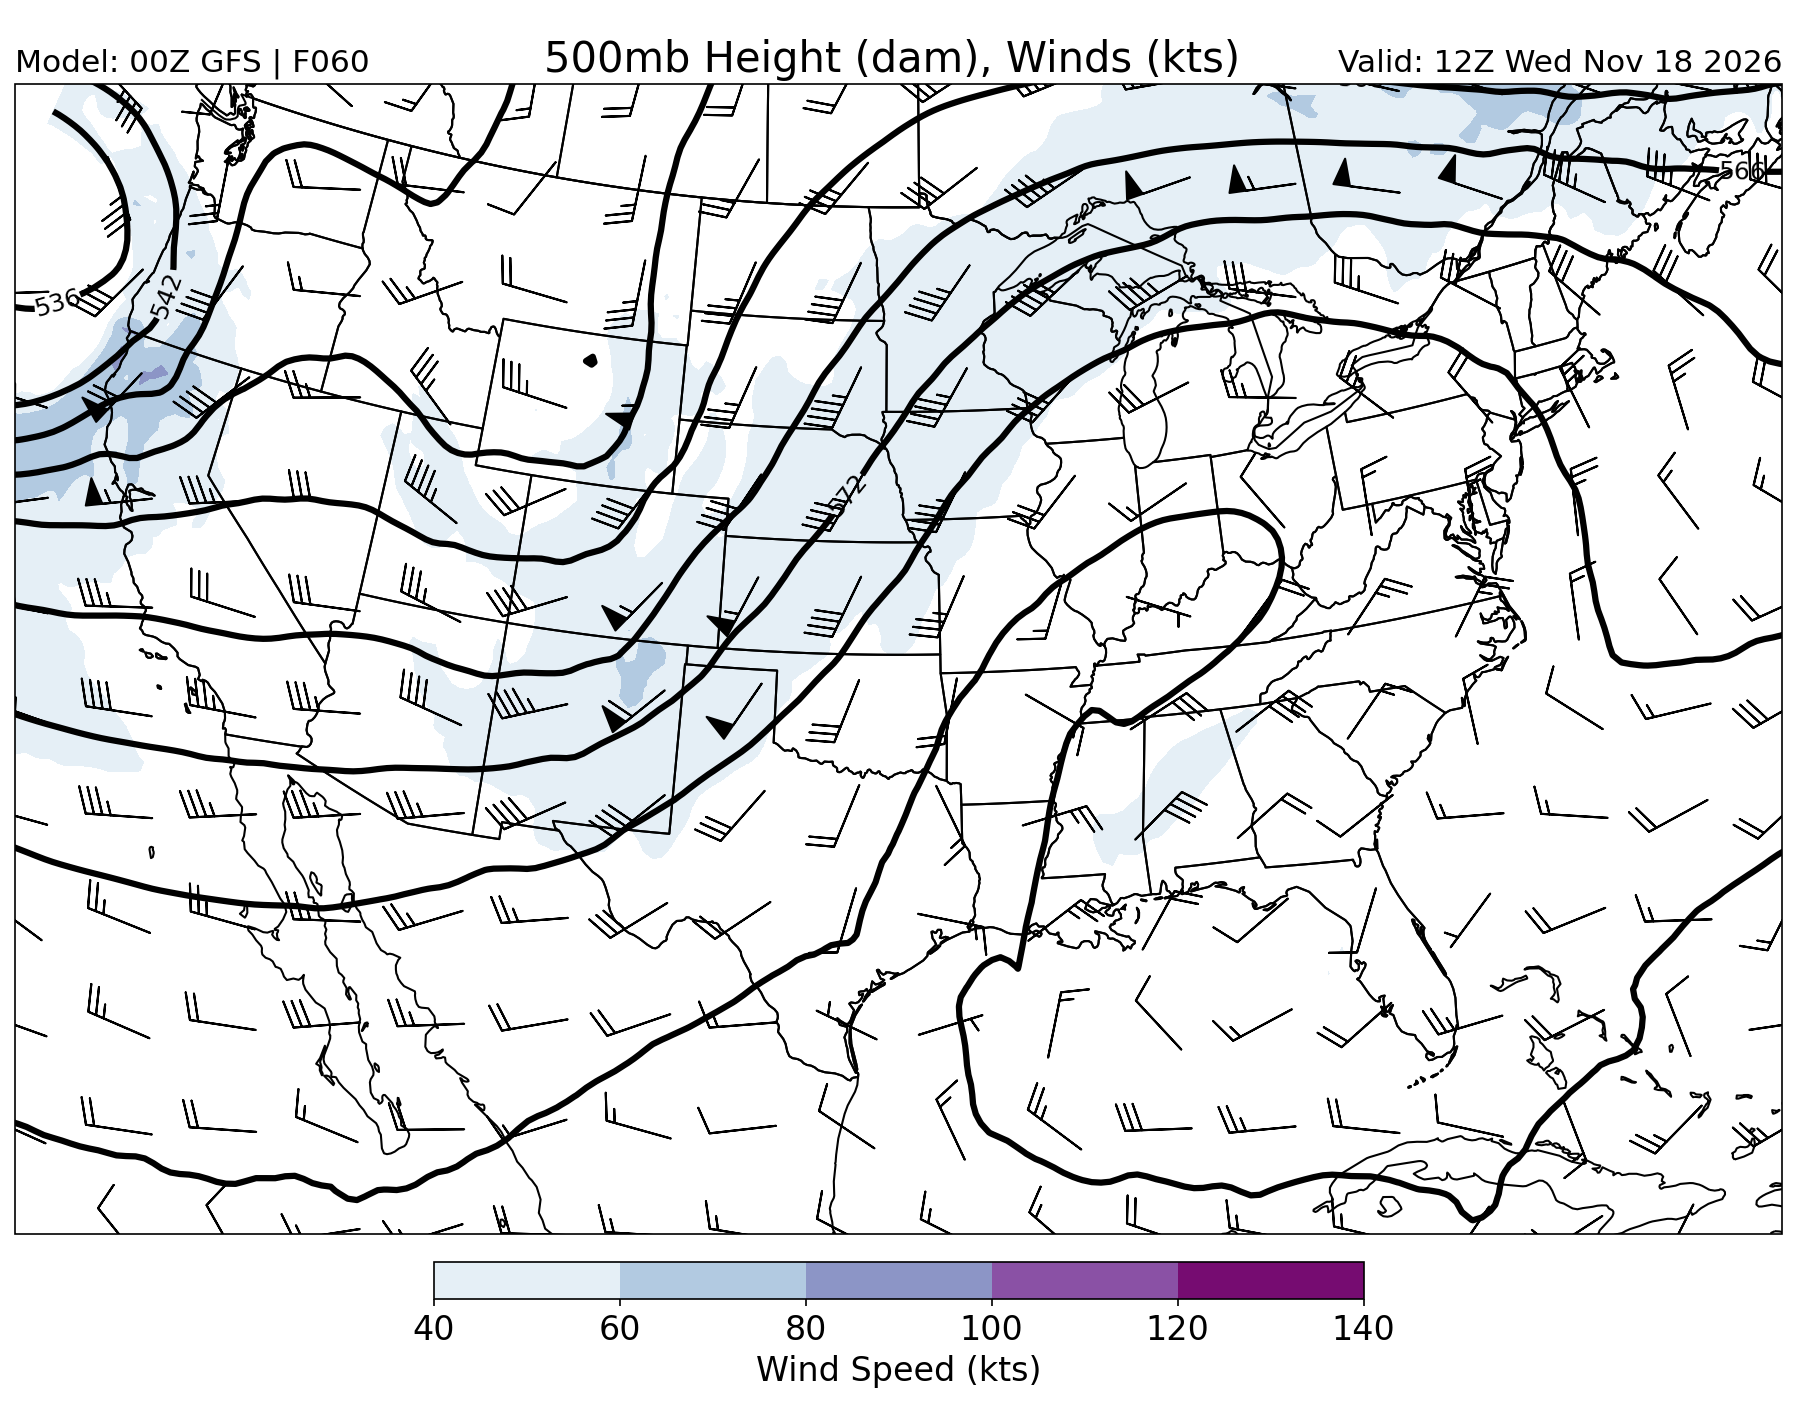 Model: 00Z GFS | F060
500mb Height (dam), Winds (kts)
Valid: 12Z Wed Nov 18 2026
566
536
542
572
40 60 80 100 120 140
Wind Speed (kts)